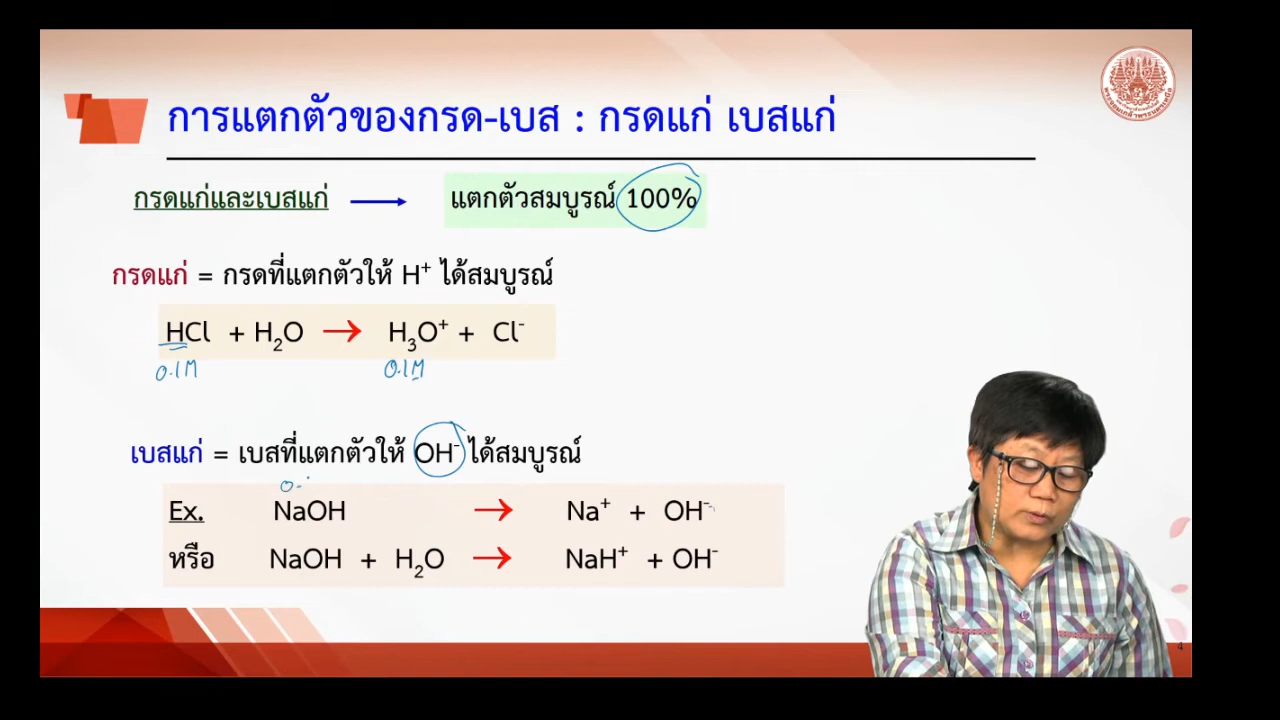 การแตกตัวของกรด-เบส : กรดแก่ เบสแก่
กรดแก่และเบสแก่ → แตกตัวสมบูรณ์ 100%
กรดแก่ = กรดที่แตกตัวให้ H⁺ ได้สมบูรณ์
HCl + H₂O → H₃O⁺ + Cl⁻
0.1M 0.1M
เบสแก่ = เบสที่แตกตัวให้ OH⁻ ได้สมบูรณ์
0.
Ex. NaOH → Na⁺ + OH⁻
หรือ NaOH + H₂O → NaH⁺ + OH⁻
4